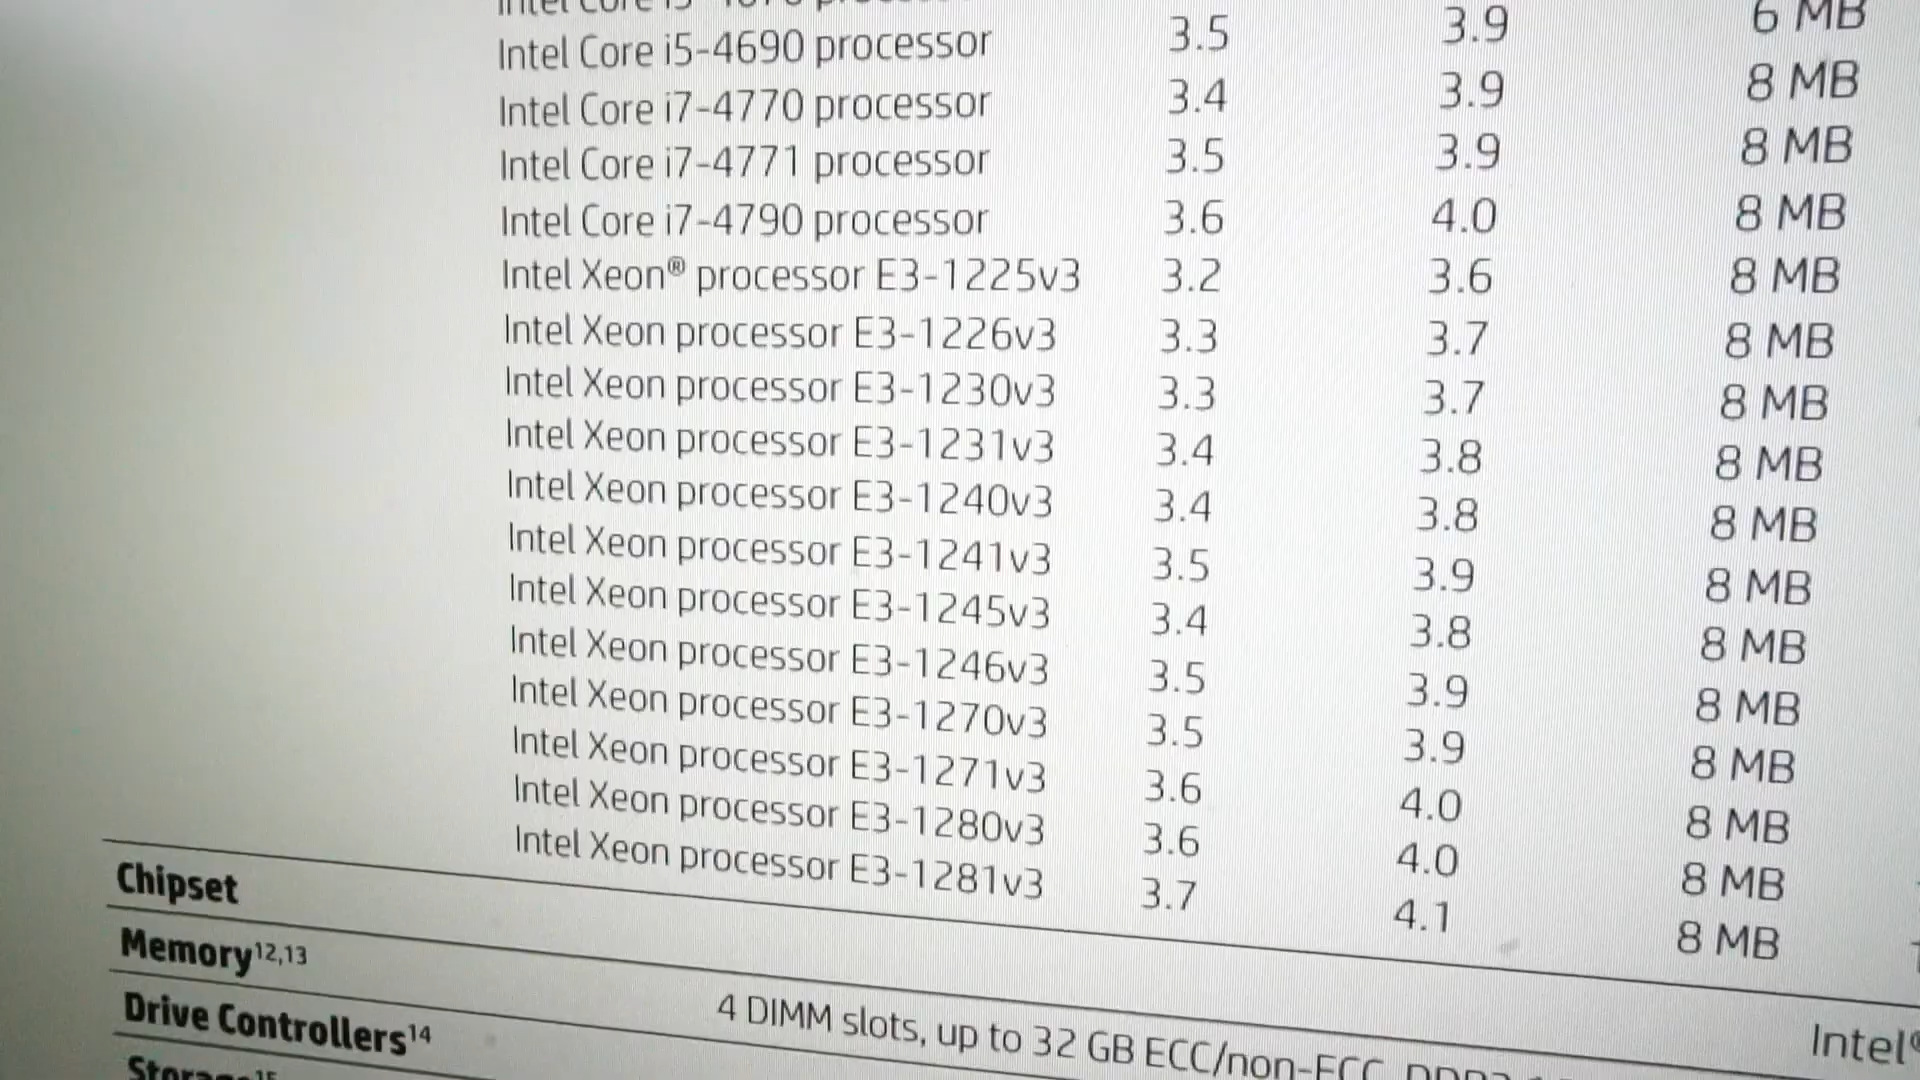 Intel Core
Intel Core i5-4690 processor 3.5 3.9 6 MB
Intel Core i7-4770 processor 3.4 3.9 8 MB
Intel Core i7-4771 processor 3.5 3.9 8 MB
Intel Core i7-4790 processor 3.6 4.0 8 MB
Intel Xeon® processor E3-1225v3 3.2 3.6 8 MB
Intel Xeon processor E3-1226v3 3.3 3.7 8 MB
Intel Xeon processor E3-1230v3 3.3 3.7 8 MB
Intel Xeon processor E3-1231v3 3.4 3.8 8 MB
Intel Xeon processor E3-1240v3 3.4 3.8 8 MB
Intel Xeon processor E3-1241v3 3.5 3.9 8 MB
Intel Xeon processor E3-1245v3 3.4 3.8 8 MB
Intel Xeon processor E3-1246v3 3.5 3.9 8 MB
Intel Xeon processor E3-1270v3 3.5 3.9 8 MB
Intel Xeon processor E3-1271v3 3.6 4.0 8 MB
Intel Xeon processor E3-1280v3 3.6 4.0 8 MB
Intel Xeon processor E3-1281v3 3.7 4.1 8 MB
Chipset Intel®
Memory12,13 4 DIMM slots, up to 32 GB ECC/non-ECC,
Drive Controllers14
Storage15